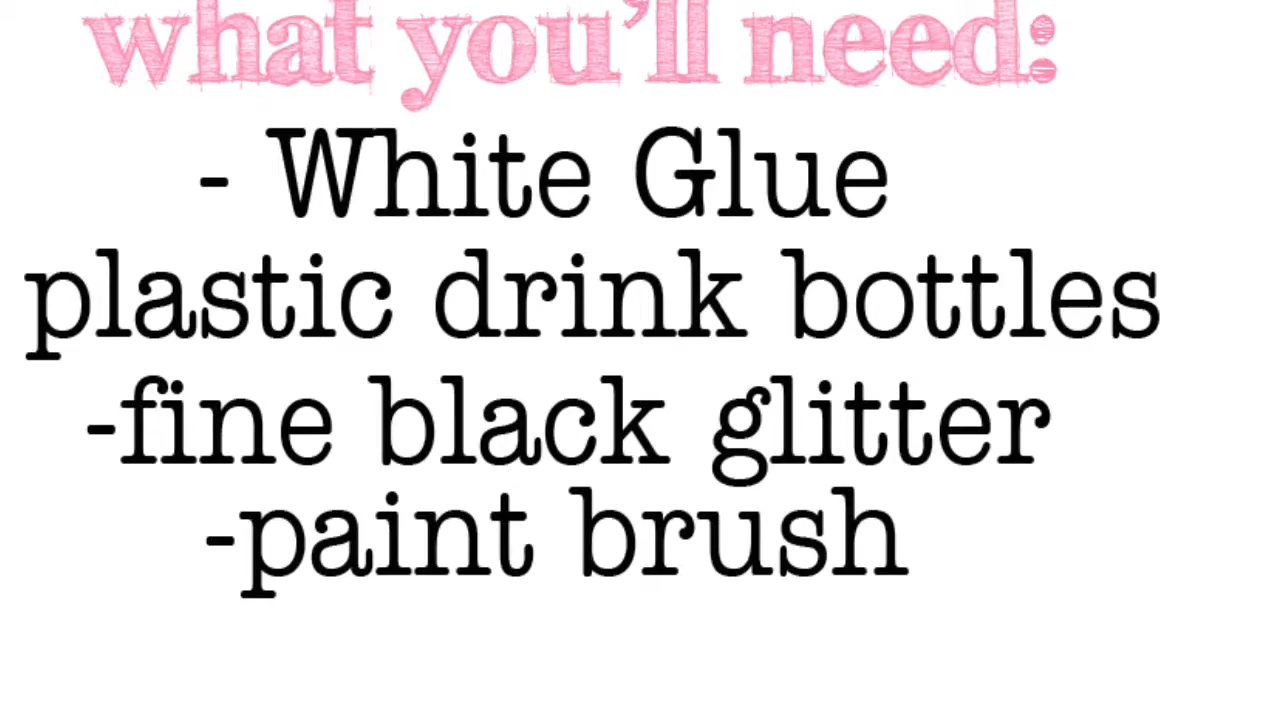 what you'll need:
- White Glue
plastic drink bottles
-fine black glitter
-paint brush